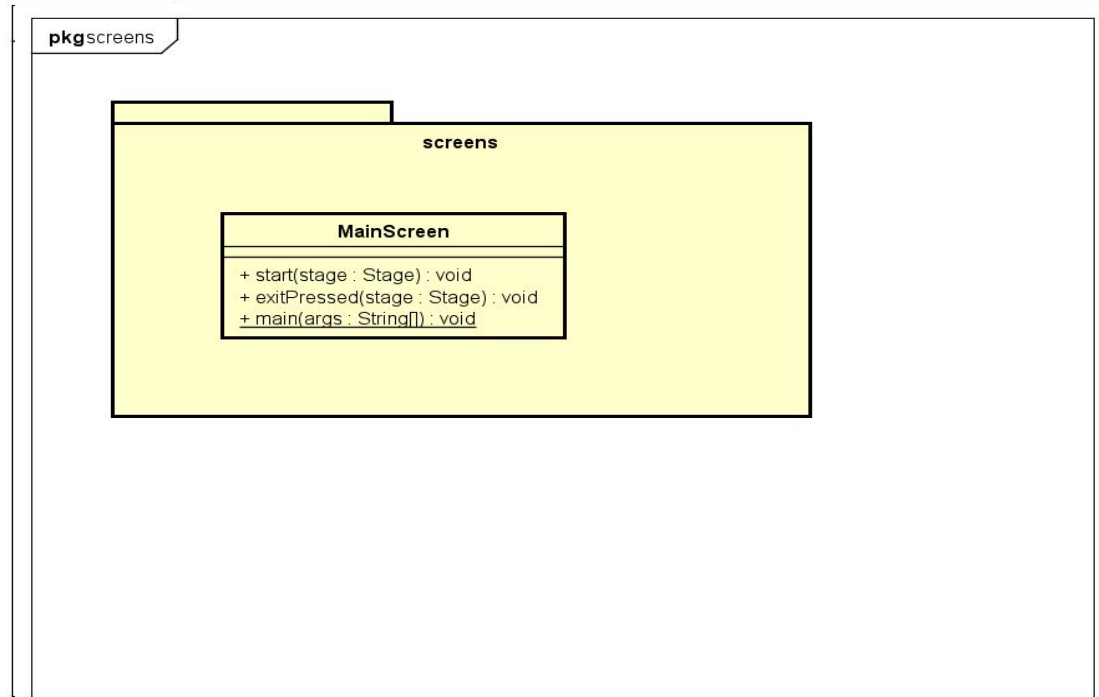 pkgscreens
screens
MainScreen
+ start(stage : Stage) : void
+ exitPressed(stage : Stage) : void
+ main(args : String[]) : void